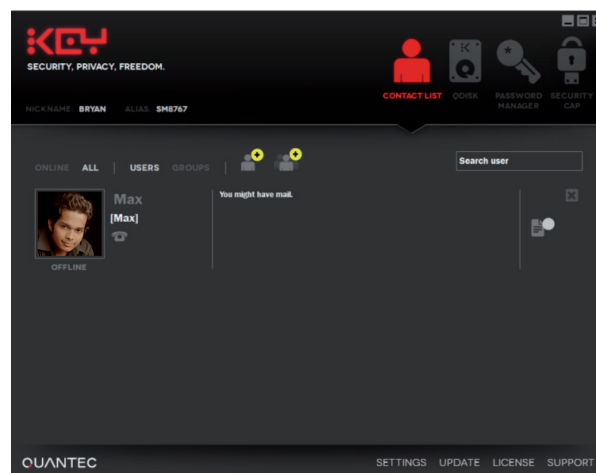 KEY
SECURITY, PRIVACY, FREEDOM.
NICKNAME: BRYAN ALIAS: SM8767
CONTACT LIST QDISK PASSWORD MANAGER SECURITY CAP
ONLINE ALL | USERS GROUPS |
Search user
Max
[Max]
You might have mail.
OFFLINE
QUANTEC
SETTINGS UPDATE LICENSE SUPPORT